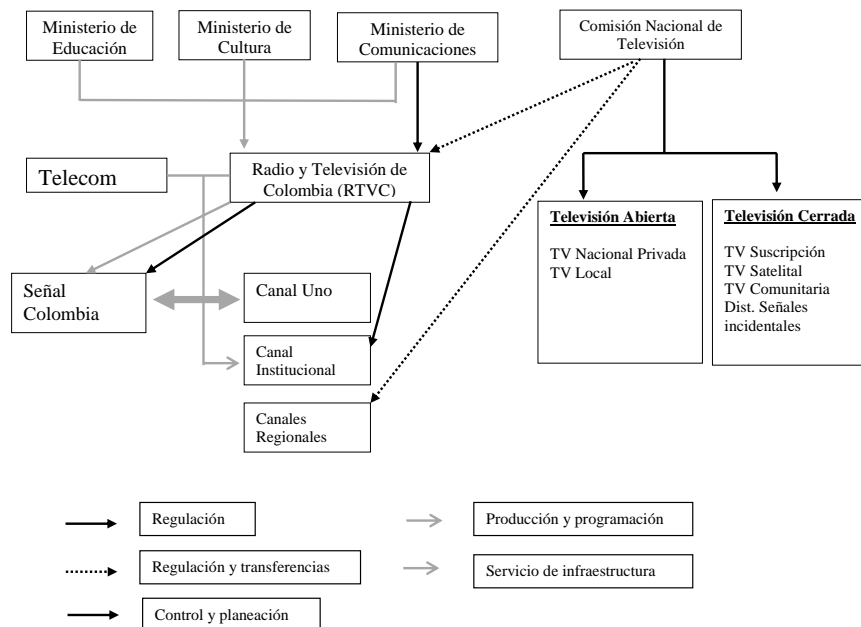 Ministerio de
Educación
Ministerio de
Cultura
Ministerio de
Comunicaciones
Comisión Nacional de
Televisión
Telecom
Radio y Televisión de
Colombia (RTVC)
Televisión Abierta
TV Nacional Privada
TV Local
Televisión Cerrada
TV Suscripción
TV Satelital
TV Comunitaria
Dist. Señales
incidentales
Señal
Colombia
Canal Uno
Canal
Institucional
Canales
Regionales
Regulación
Producción y programación
Regulación y transferencias
Servicio de infraestructura
Control y planeación